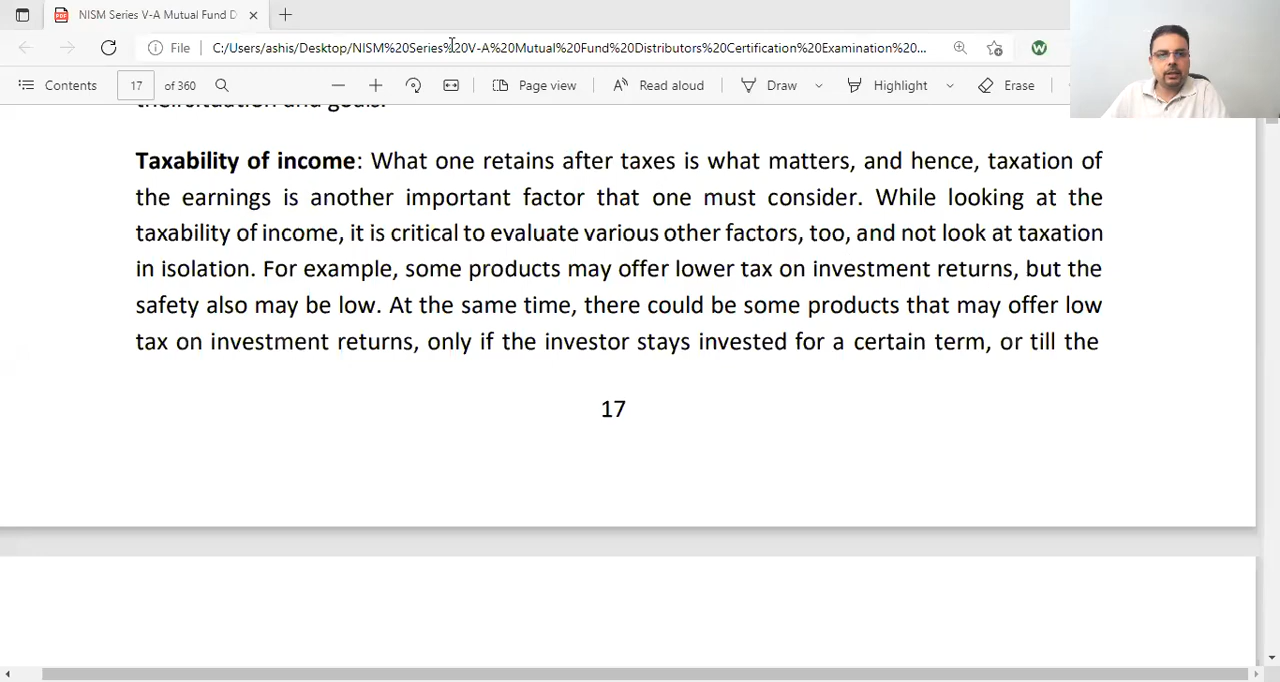 NISM Series V-A Mutual Fund D
File
C:/Users/ashis/Desktop/NISM%20Series%20V-A%20Mutual%20Fund%20Distributors%20Certification%20Examination%20...
W
Contents
17
of 360
Page view
Read aloud
Draw
Highlight
Erase
their situation and goals.
Taxability of income: What one retains after taxes is what matters, and hence, taxation of
the earnings is another important factor that one must consider. While looking at the
taxability of income, it is critical to evaluate various other factors, too, and not look at taxation
in isolation. For example, some products may offer lower tax on investment returns, but the
safety also may be low. At the same time, there could be some products that may offer low
tax on investment returns, only if the investor stays invested for a certain term, or till the
17